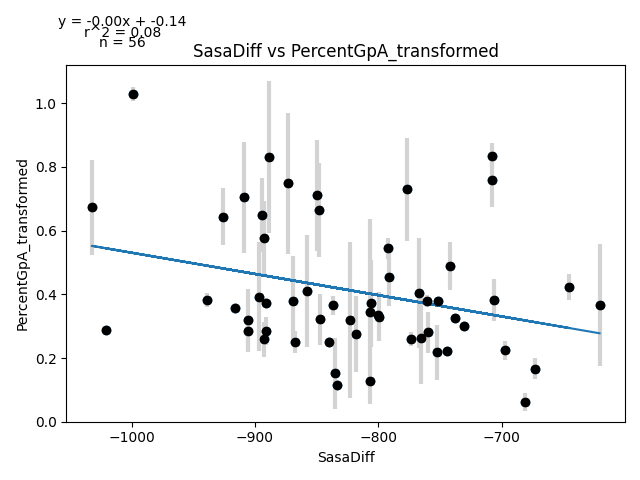 y = -0.00x + -0.14
r^2 = 0.08
n = 56
SasaDiff vs PercentGpA_transformed
PercentGpA_transformed
1.0
0.8
0.6
0.4
0.2
0.0
−1000 −900 −800 −700
SasaDiff